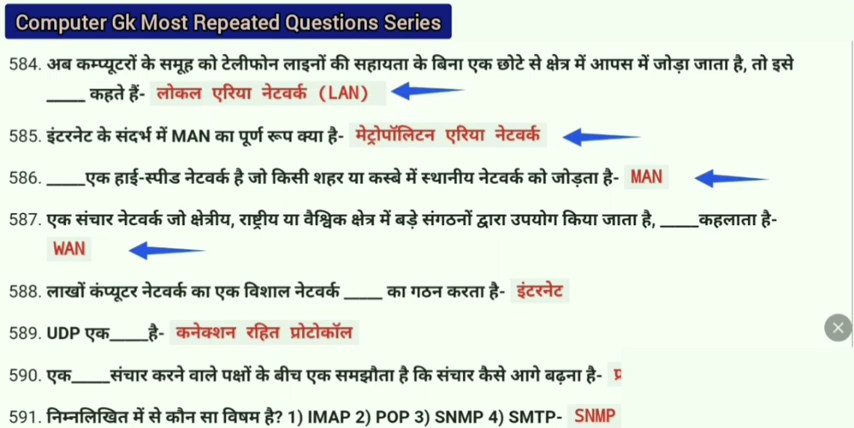 Computer Gk Most Repeated Questions Series
584. अब कम्प्यूटरों के समूह को टेलीफोन लाइनों की सहायता के बिना एक छोटे से क्षेत्र में आपस में जोड़ा जाता है, तो इसे
_____ कहते हैं- लोकल एरिया नेटवर्क (LAN)
585. इंटरनेट के संदर्भ में MAN का पूर्ण रूप क्या है- मेट्रोपॉलिटन एरिया नेटवर्क
586. _____एक हाई-स्पीड नेटवर्क है जो किसी शहर या कस्बे में स्थानीय नेटवर्क को जोड़ता है- MAN
587. एक संचार नेटवर्क जो क्षेत्रीय, राष्ट्रीय या वैश्विक क्षेत्र में बड़े संगठनों द्वारा उपयोग किया जाता है, _____कहलाता है-
WAN
588. लाखों कंप्यूटर नेटवर्क का एक विशाल नेटवर्क _____ का गठन करता है- इंटरनेट
589. UDP एक_____है- कनेक्शन रहित प्रोटोकॉल
590. एक_____संचार करने वाले पक्षों के बीच एक समझौता है कि संचार कैसे आगे बढ़ना है-
591. निम्नलिखित में से कौन सा विषम है? 1) IMAP 2) POP 3) SNMP 4) SMTP- SNMP